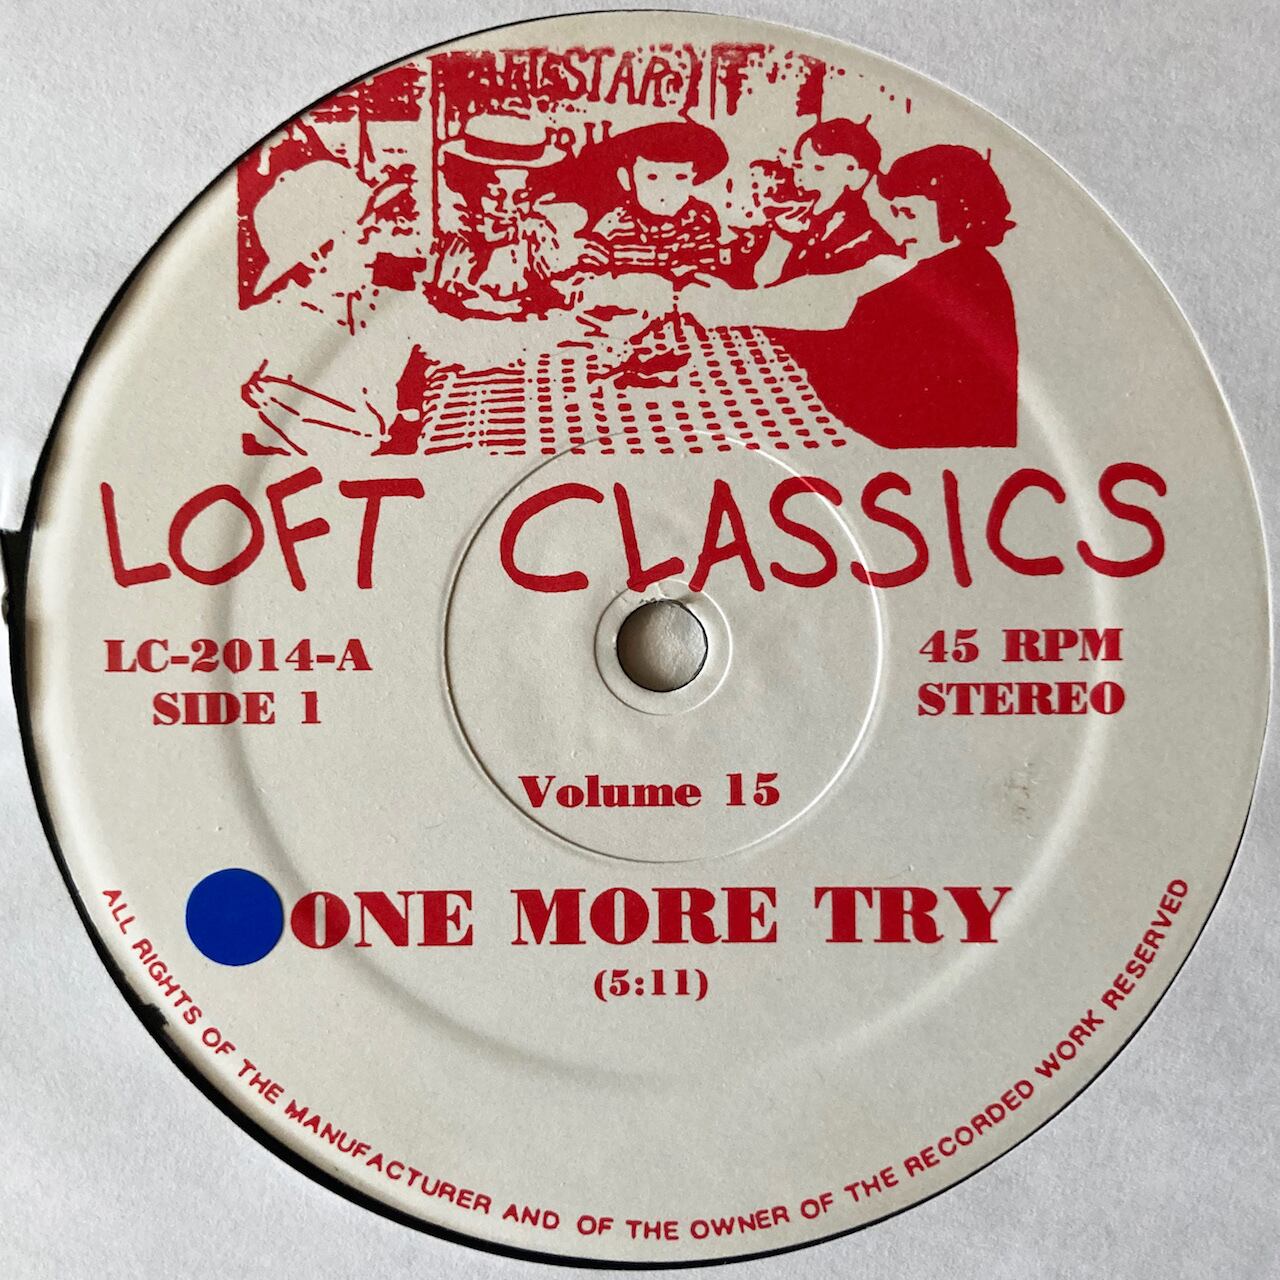 STAR
LOFT CLASSICS
LC-2014-A
SIDE 1
45 RPM
STEREO
Volume 15
ONE MORE TRY
(5:11)
ALL RIGHTS OF THE MANUFACTURER AND OF THE OWNER OF THE RECORDED WORK RESERVED